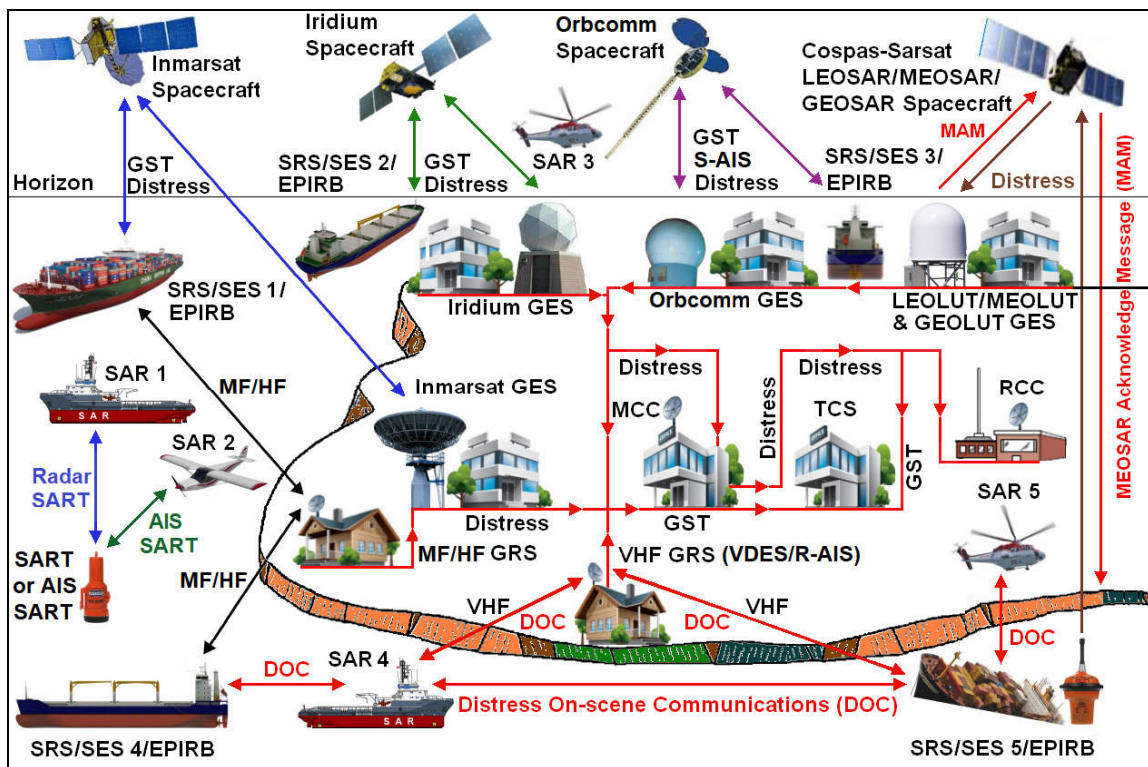 Iridium
Spacecraft
Orbcomm
Spacecraft
Cospas-Sarsat
LEOSAR/MEOSAR/
GEOSAR Spacecraft
Inmarsat
Spacecraft
MAM
GST
Distress
SRS/SES 2/
EPIRB
GST
Distress
SAR 3
GST
S-AIS
Distress
SRS/SES 3/
EPIRB
Distress
Horizon
MEOSAR Acknowledge Message (MAM)
SRS/SES 1/
EPIRB
Iridium GES
Orbcomm GES
LEOLUT/MEOLUT
& GEOLUT GES
SAR 1
MF/HF
Inmarsat GES
Distress
Distress
Distress
MCC
TCS
RCC
SAR
SAR 2
GST
Radar
SART
AIS
SART
SAR 5
Distress
GST
MF/HF GRS
VHF GRS (VDES/R-AIS)
SART
or AIS
SART
MF/HF
VHF
DOC
DOC
VHF
DOC
SAR 4
DOC
SAR
Distress On-scene Communications (DOC)
SRS/SES 4/EPIRB
SRS/SES 5/EPIRB